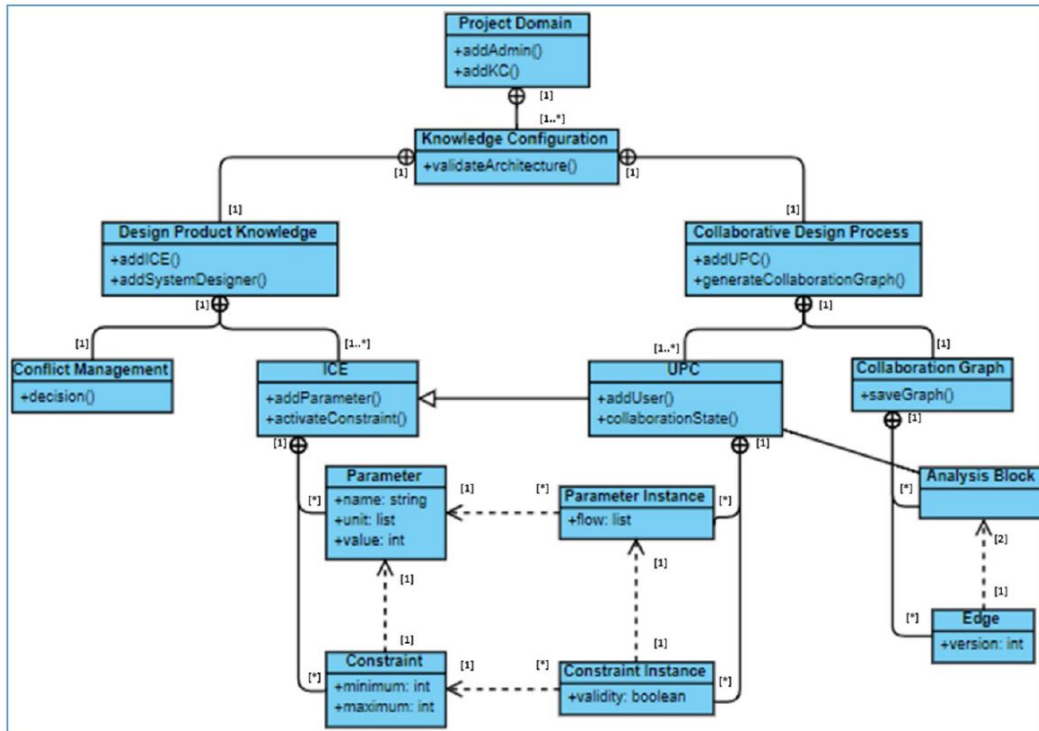 Project Domain
+addAdmin()
+addKC()
[1]
[1..*]
Knowledge Configuration
+validateArchitecture()
[1]
[1]
[1]
[1]
Design Product Knowledge
+addICE()
+addSystemDesigner()
Collaborative Design Process
+addUPC()
+generateCollaborationGraph()
[1]
[1]
[1]
[1..*]
[1..*]
[1]
Conflict Management
+decision()
ICE
+addParameter()
+activateConstraint()
UPC
+addUser()
+collaborationState()
Collaboration Graph
+saveGraph()
[1]
[1]
[1]
Parameter
+name: string
+unit: list
+value: int
[*]
[1]
[*]
Parameter Instance
+flow: list
[*]
[*]
Analysis Block
[1]
[1]
[2]
[1]
[1]
[1]
[*]
Edge
+version: int
Constraint
+minimum: int
+maximum: int
[*]
[1]
[*]
Constraint Instance
+validity: boolean
[*]